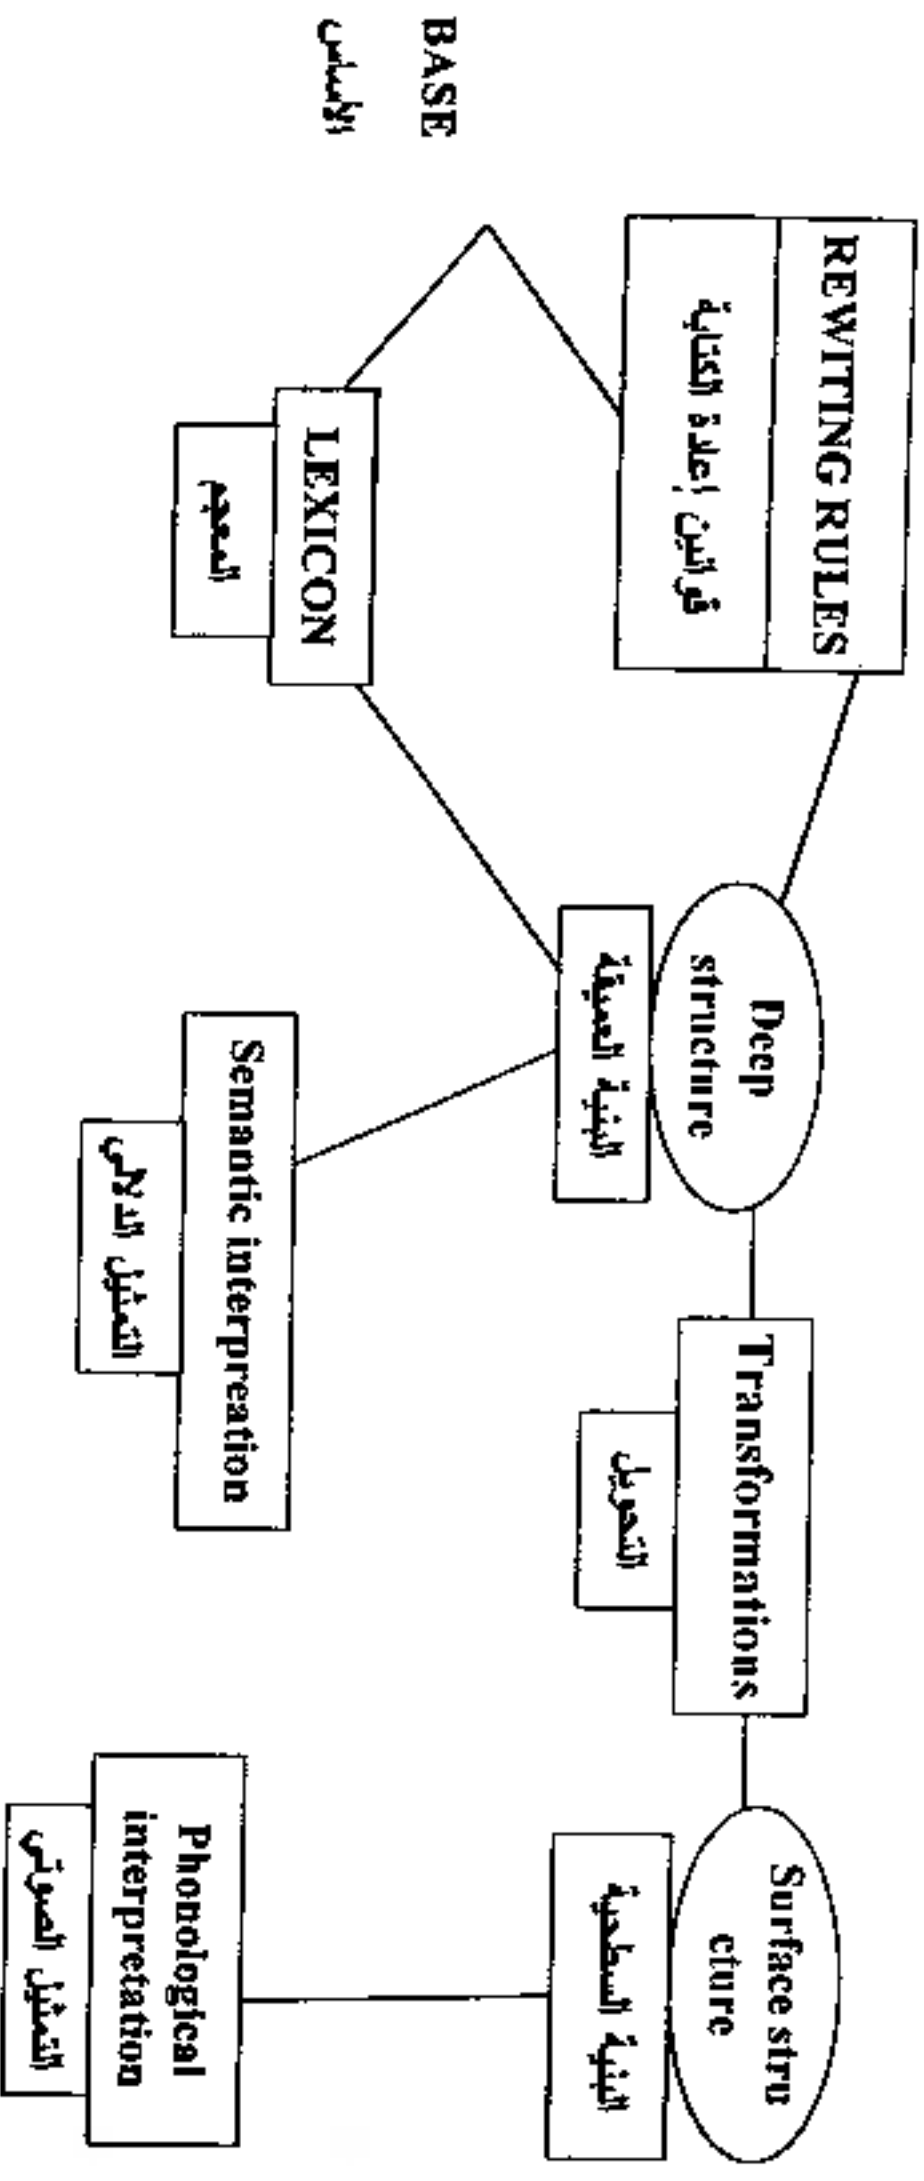 BASE
الأساس
REWITING RULES
قوانين إعادة الكتابة
LEXICON
المعجم
Deep
structure
البنية العميقة
Semantic interpreation
التمثيل الدلالي
Transformations
التحويل
Surface stru
cture
البنية السطحية
Phonological
interpretation
التمثيل الصوتي